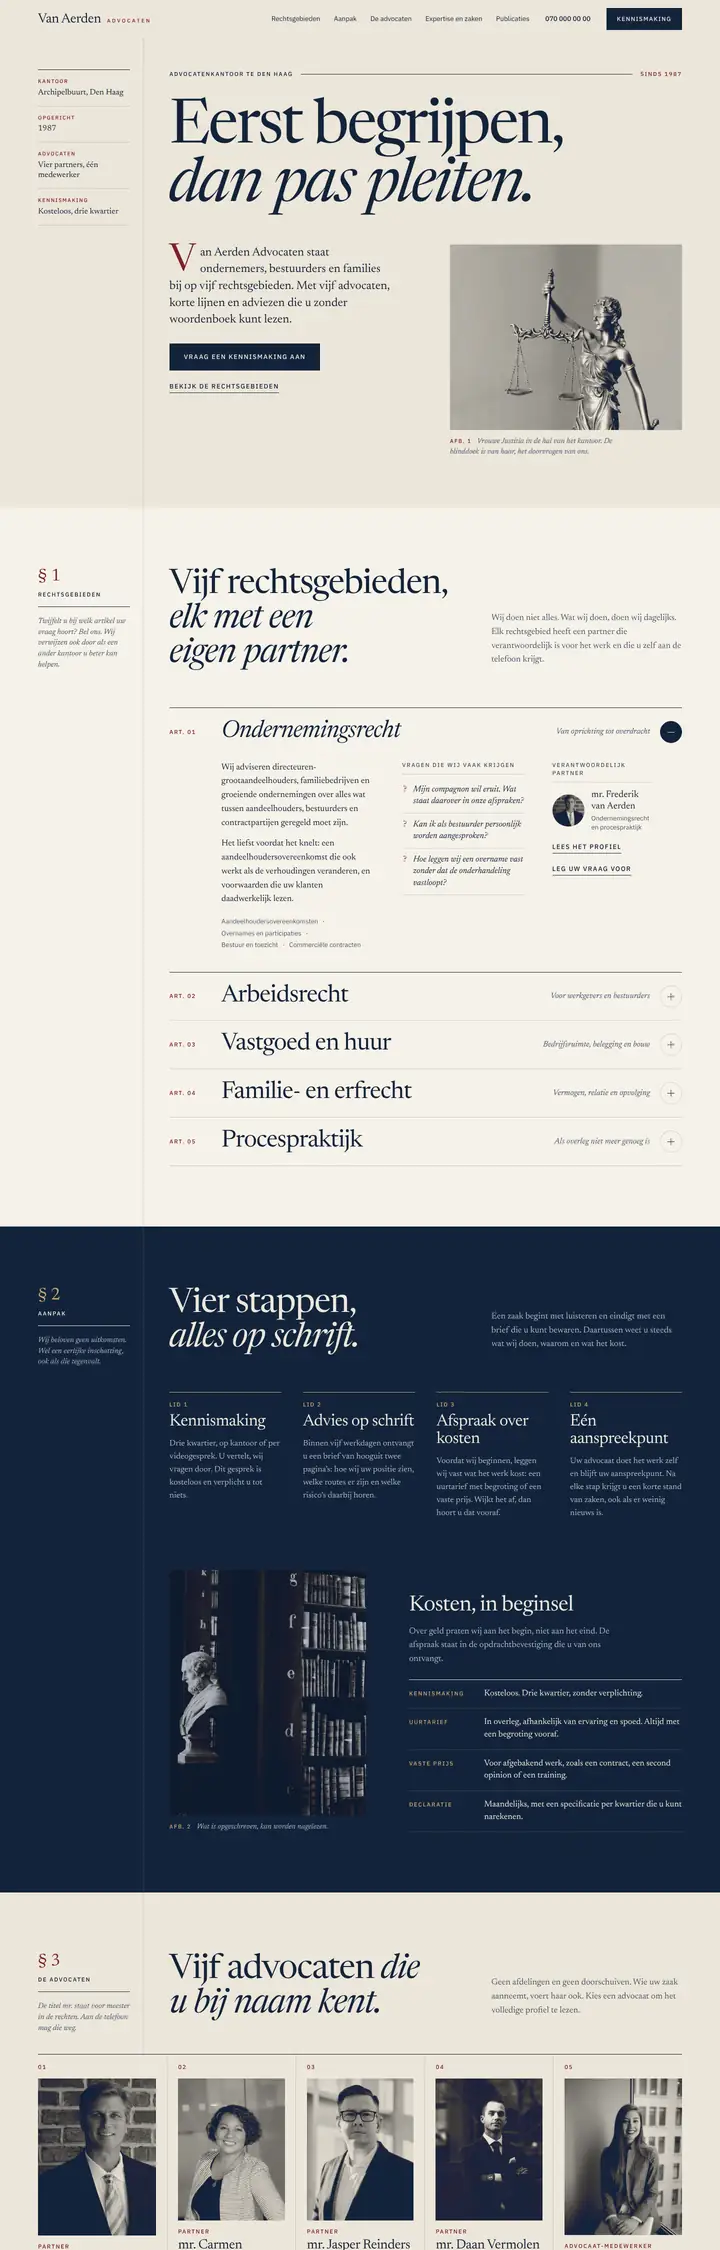 Van Aerden ADVOCATEN
Rechtsgebieden Aanpak De advocaten Expertise en zaken Publicaties 070 000 00 00 KENNISMAKING
KANTOOR
Archipelbuurt, Den Haag
OPGERICHT
1987
ADVOCATEN
Vier partners, één
medewerker
KENNISMAKING
Kosteloos, drie kwartier
ADVOCATENKANTOOR TE DEN HAAG
SINDS 1987
Eerst begrijpen,
dan pas pleiten.
Van Aerden Advocaten staat
ondernemers, bestuurders en families
bij op vijf rechtsgebieden. Met vijf advocaten,
korte lijnen en adviezen die u zonder
woordenboek kunt lezen.
VRAAG EEN KENNISMAKING AAN
BEKIJK DE RECHTSGEBIEDEN
AFB. 1 Vrouwe Justitia in de hal van het kantoor. De
blinddoek is van haar, het doorvragen van ons.
§ 1
RECHTSGEBIEDEN
Twijfelt u bij welk artikel uw
vraag hoort? Bel ons. Wij
verwijzen ook door als een
ander kantoor u beter kan
helpen.
Vijf rechtsgebieden,
elk met een
eigen partner.
Wij doen niet alles. Wat wij doen, doen wij dagelijks.
Elk rechtsgebied heeft een partner die
verantwoordelijk is voor het werk en die u zelf aan de
telefoon krijgt.
ART. 01
Ondernemingsrecht
Van oprichting tot overdracht
Wij adviseren directeuren-
grootaandeelhouders, familiebedrijven en
groeiende ondernemingen over alles wat
tussen aandeelhouders, bestuurders en
contractpartijen geregeld moet zijn.
Het liefst voordat het knelt: een
aandeelhoudersovereenkomst die ook
werkt als de verhoudingen veranderen, en
voorwaarden die uw klanten
daadwerkelijk lezen.
Aandeelhoudersovereenkomsten ·
Overnames en participaties ·
Bestuur en toezicht · Commerciële contracten
VRAGEN DIE WIJ VAAK KRIJGEN
? Mijn compagnon wil eruit. Wat
staat daarover in onze afspraken?
? Kan ik als bestuurder persoonlijk
worden aangesproken?
? Hoe leggen wij een overname vast
zonder dat de onderhandeling
vastloopt?
VERANTWOORDELIJK
PARTNER
mr. Frederik
van Aerden
Ondernemingsrecht
en procespraktijk
LEES HET PROFIEL
LEG UW VRAAG VOOR
ART. 02
Arbeidsrecht
Voor werkgevers en bestuurders
ART. 03
Vastgoed en huur
Bedrijfsruimte, belegging en bouw
ART. 04
Familie- en erfrecht
Vermogen, relatie en opvolging
ART. 05
Procespraktijk
Als overleg niet meer genoeg is
§ 2
AANPAK
Wij beloven geen uitkomsten.
Wel een eerlijke inschatting,
ook als die tegenvalt.
Vier stappen,
alles op schrift.
Een zaak begint met luisteren en eindigt met een
brief die u kunt bewaren. Daartussen weet u steeds
wat wij doen, waarom en wat het kost.
LID 1
Kennismaking
Drie kwartier, op kantoor of per
videogesprek. U vertelt, wij
vragen door. Dit gesprek is
kosteloos en verplicht u tot
niets.
LID 2
Advies op schrift
Binnen vijf werkdagen ontvangt
u een brief van hooguit twee
pagina's: hoe wij uw positie zien,
welke routes er zijn en welke
risico's daarbij horen.
LID 3
Afspraak over
kosten
Voordat wij beginnen, leggen
wij vast wat het werk kost: een
uurtarief met begroting of een
vaste prijs. Wijkt het af, dan
hoort u dat vooraf.
LID 4
Eén
aanspreekpunt
Uw advocaat doet het werk zelf
en blijft uw aanspreekpunt. Na
elke stap krijgt u een korte stand
van zaken, ook als er weinig
nieuws is.
k i
h b
g
f
e
d
AFB. 2 Wat is opgeschreven, kan worden nagelezen.
Kosten, in beginsel
Over geld praten wij aan het begin, niet aan het eind. De
afspraak staat in de opdrachtbevestiging die u van ons
ontvangt.
KENNISMAKING
Kosteloos. Drie kwartier, zonder verplichting.
UURTARIEF
In overleg, afhankelijk van ervaring en spoed. Altijd met
een begroting vooraf.
VASTE PRIJS
Voor afgebakend werk, zoals een contract, een second
opinion of een training.
DECLARATIE
Maandelijks, met een specificatie per kwartier die u kunt
narekenen.
§ 3
DE ADVOCATEN
De titel mr. staat voor meester
in de rechten. Aan de telefoon
mag die weg.
Vijf advocaten die
u bij naam kent.
Geen afdelingen en geen doorschuiven. Wie uw zaak
aanneemt, voert haar ook. Kies een advocaat om het
volledige profiel te lezen.
01
02
03
04
05
PARTNER
PARTNER
mr. Carmen
PARTNER
mr. Jasper Reinders
PARTNER
mr. Daan Vermolen
ADVOCAAT-MEDEWERKER